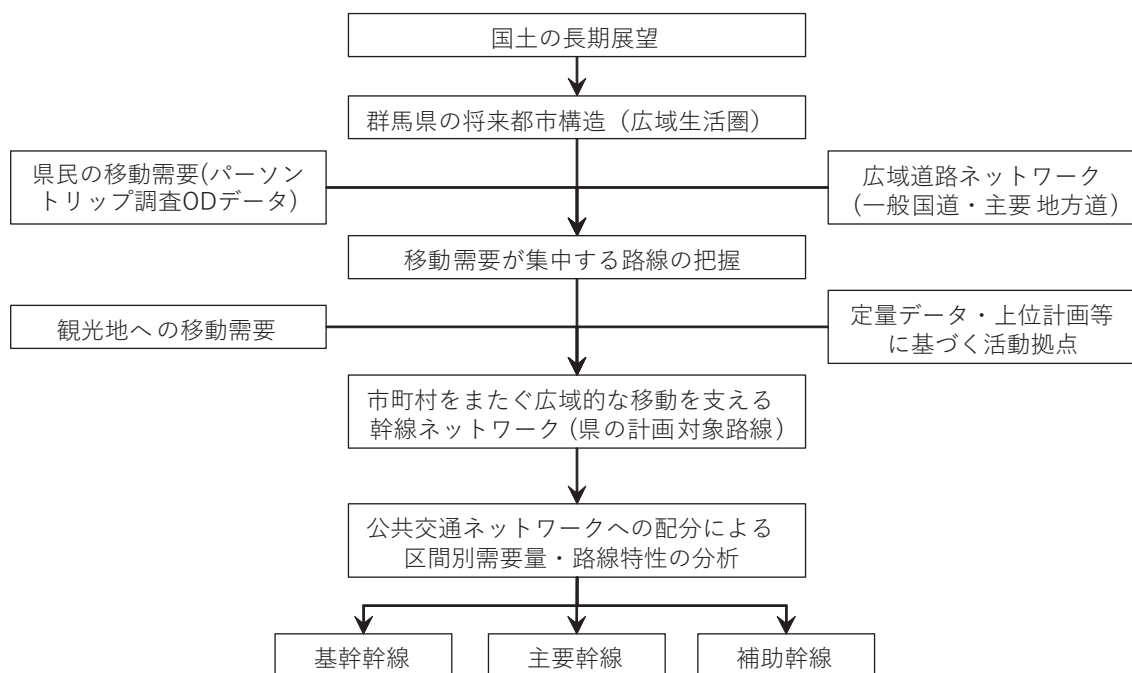 国土の長期展望
群馬県の将来都市構造（広域生活圏）
県民の移動需要(パーソン
トリップ調査ODデータ)
広域道路ネットワーク
(一般国道・主要地方道)
移動需要が集中する路線の把握
観光地への移動需要
定量データ・上位計画等
に基づく活動拠点
市町村をまたぐ広域的な移動を支える
幹線ネットワーク(県の計画対象路線)
公共交通ネットワークへの配分による
区間別需要量・路線特性の分析
基幹幹線
主要幹線
補助幹線